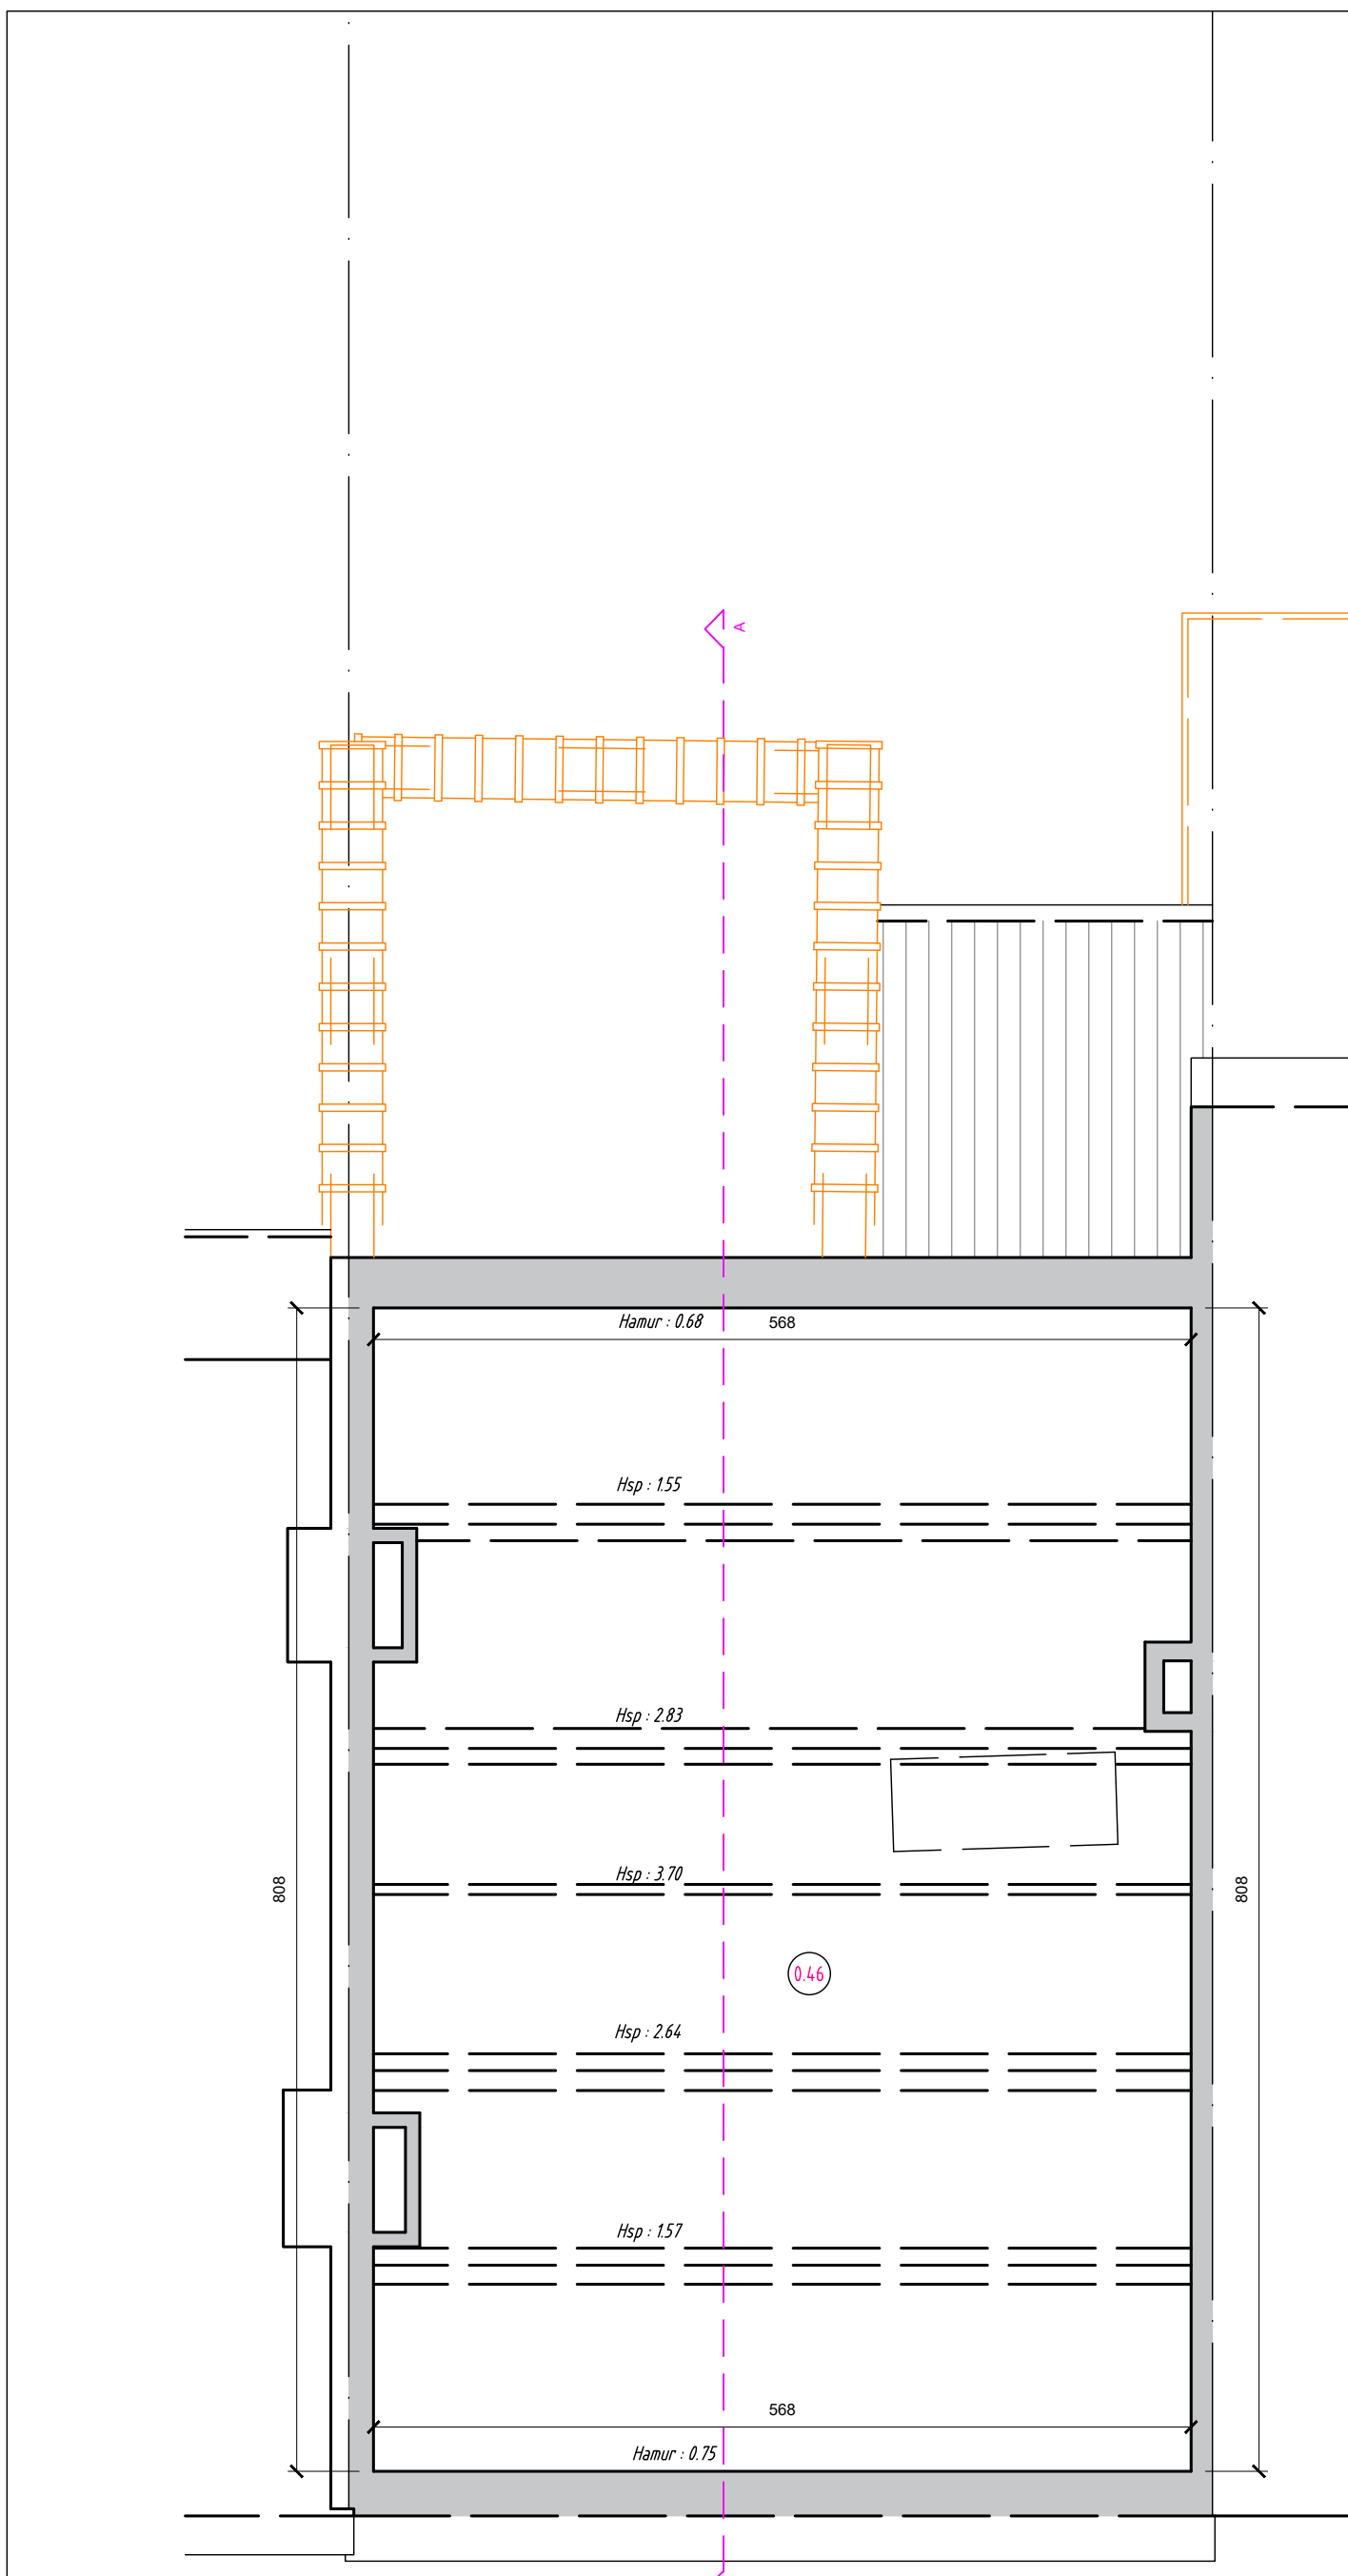 A
Hamur : 0.68
568
Hsp : 1.55
Hsp : 2.83
Hsp : 3.70
808
808
0.46
Hsp : 2.64
Hsp : 1.57
568
Hamur : 0.75